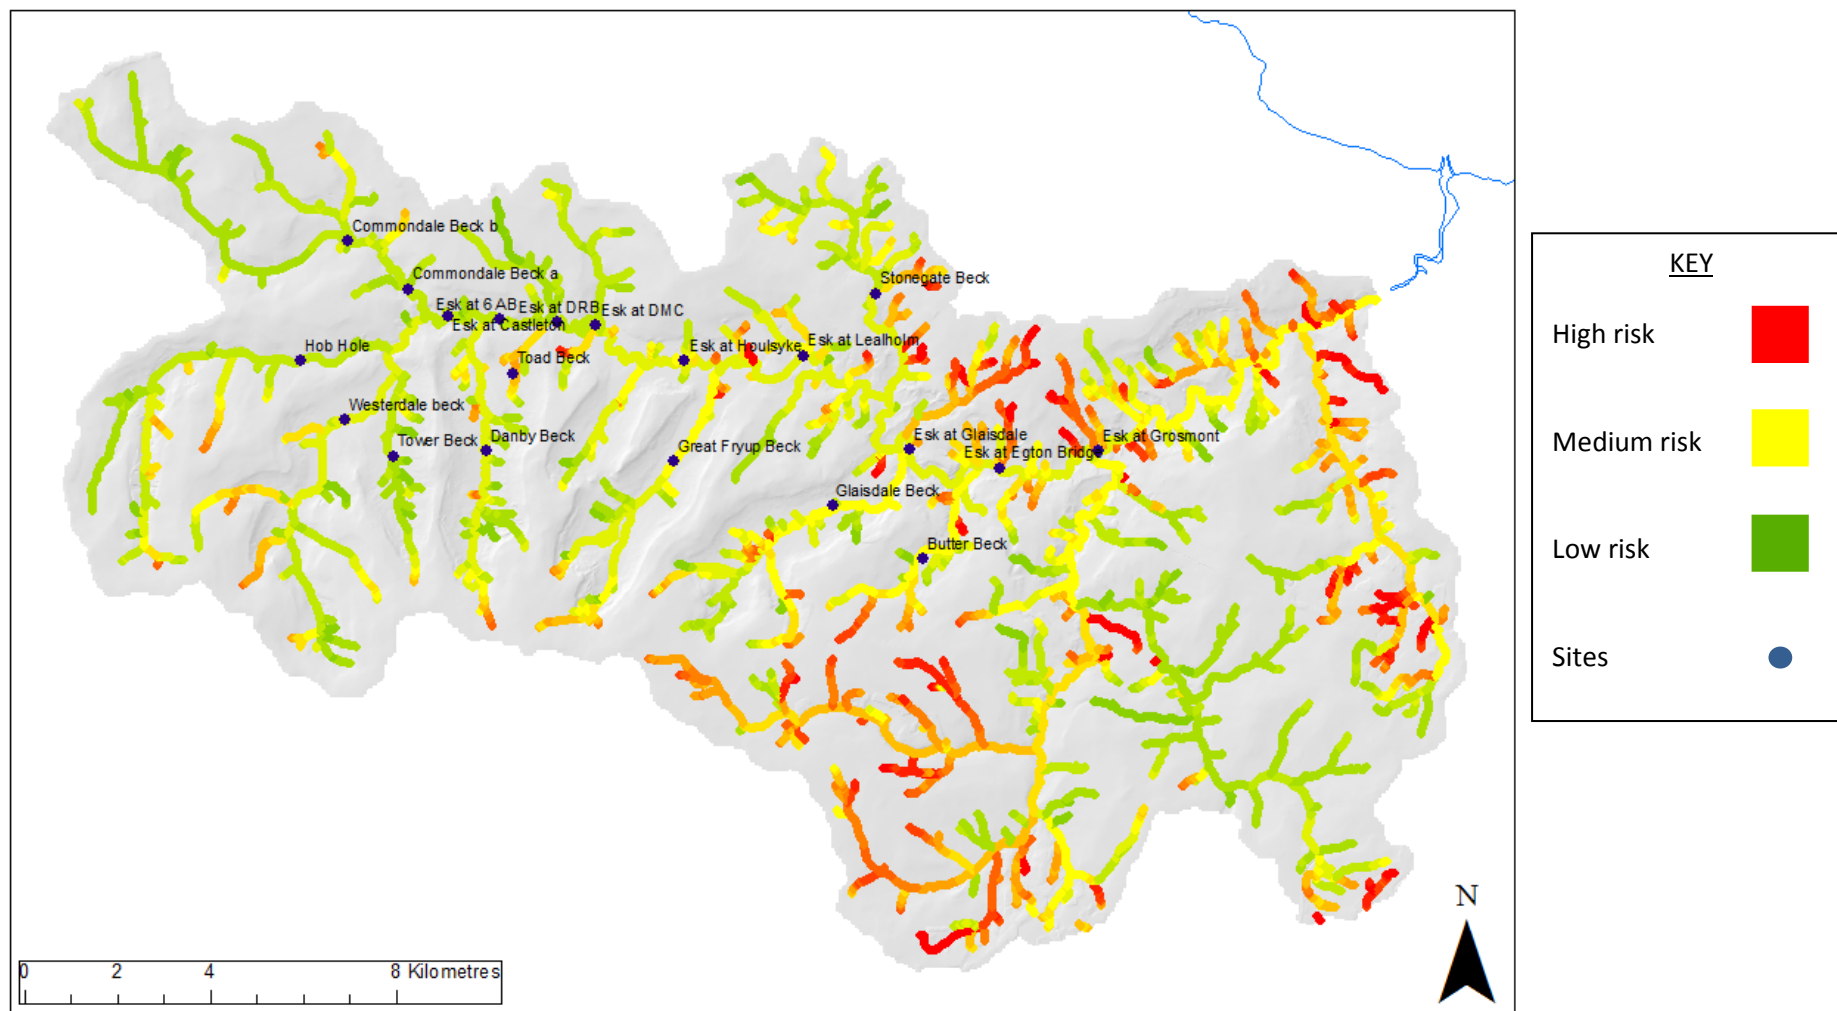 Commondale Beck b
Commondale Beck a
Stonegate Beck
Esk at 6 AB
Esk at DRB
Esk at DMC
Esk at Castleton
Hob Hole
Toad Beck
Esk at Houlsyke
Esk at Lealholm
Westerdale beck
Tower Beck
Danby Beck
Great Fryup Beck
Esk at Glaisdale
Esk at Egton Bridge
Esk at Grosmont
Glaisdale Beck
Butter Beck
KEY
High risk
Medium risk
Low risk
Sites
N
0 2 4 8 Kilometres